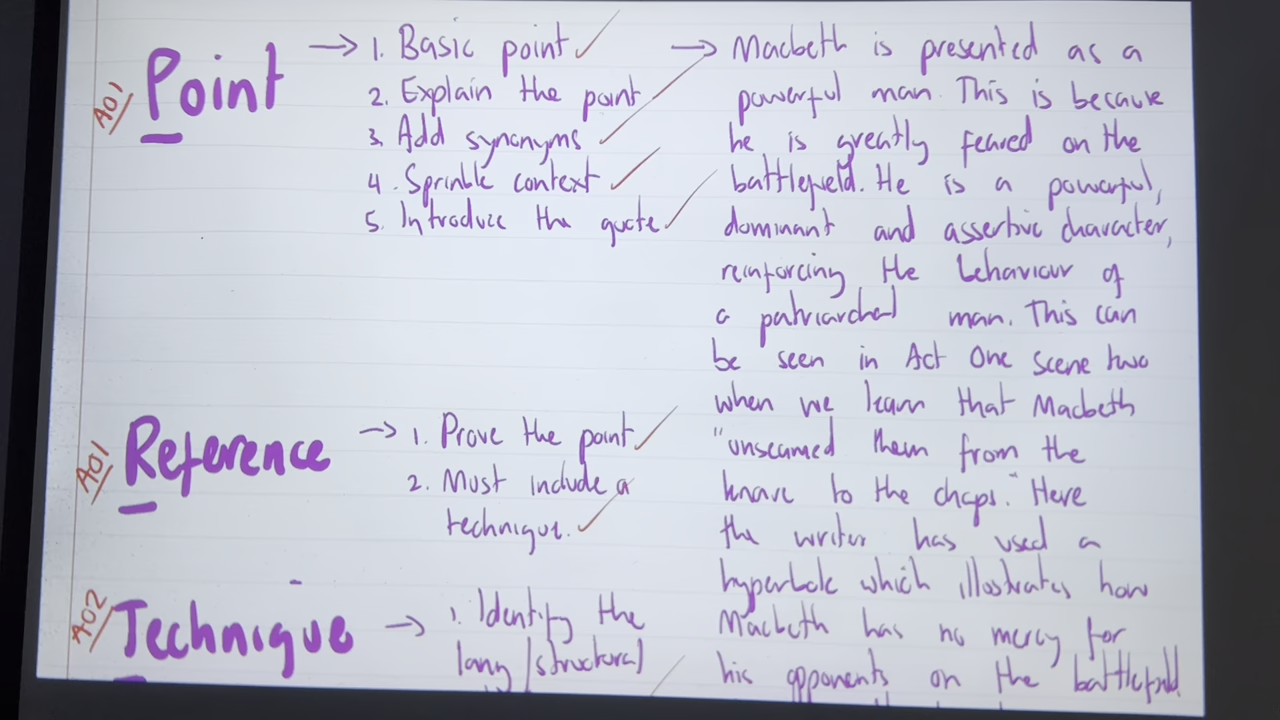 AO1
Point → 1. Basic point ✓
2. Explain the point
3. Add synonyms ✓
4. Sprinkle context ✓
5. Introduce the quote ✓
AO1
Reference → 1. Prove the point ✓
2. Must include a
technique. ✓
AO2
Technique → 1. Identify the
lang/structural
→ Macbeth is presented as a
powerful man. This is because
he is greatly feared on the
battlefield. He is a powerful,
dominant and assertive character,
reinforcing the behaviour of
a patriarchal man. This can
be seen in Act One Scene two
when we learn that Macbeth
"unseamed them from the
knave to the chaps." Here
the writer has used a
hyperbole which illustrates how
Macbeth has no mercy for
his opponents on the battlefield